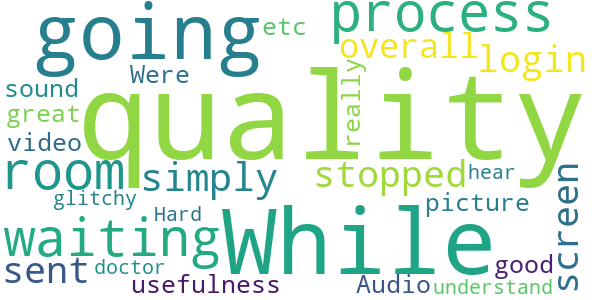 going etc process
Were overall login
sound
great quality really
video
room simply stopped hear
glitchy Hard While picture screen
waiting
sent doctor good
usefulness Audio understand